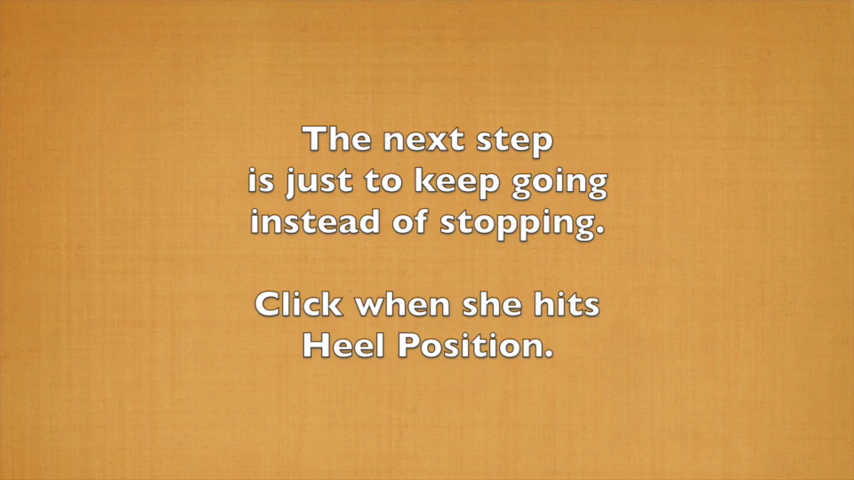 The next step
is just to keep going
instead of stopping.
Click when she hits
Heel Position.